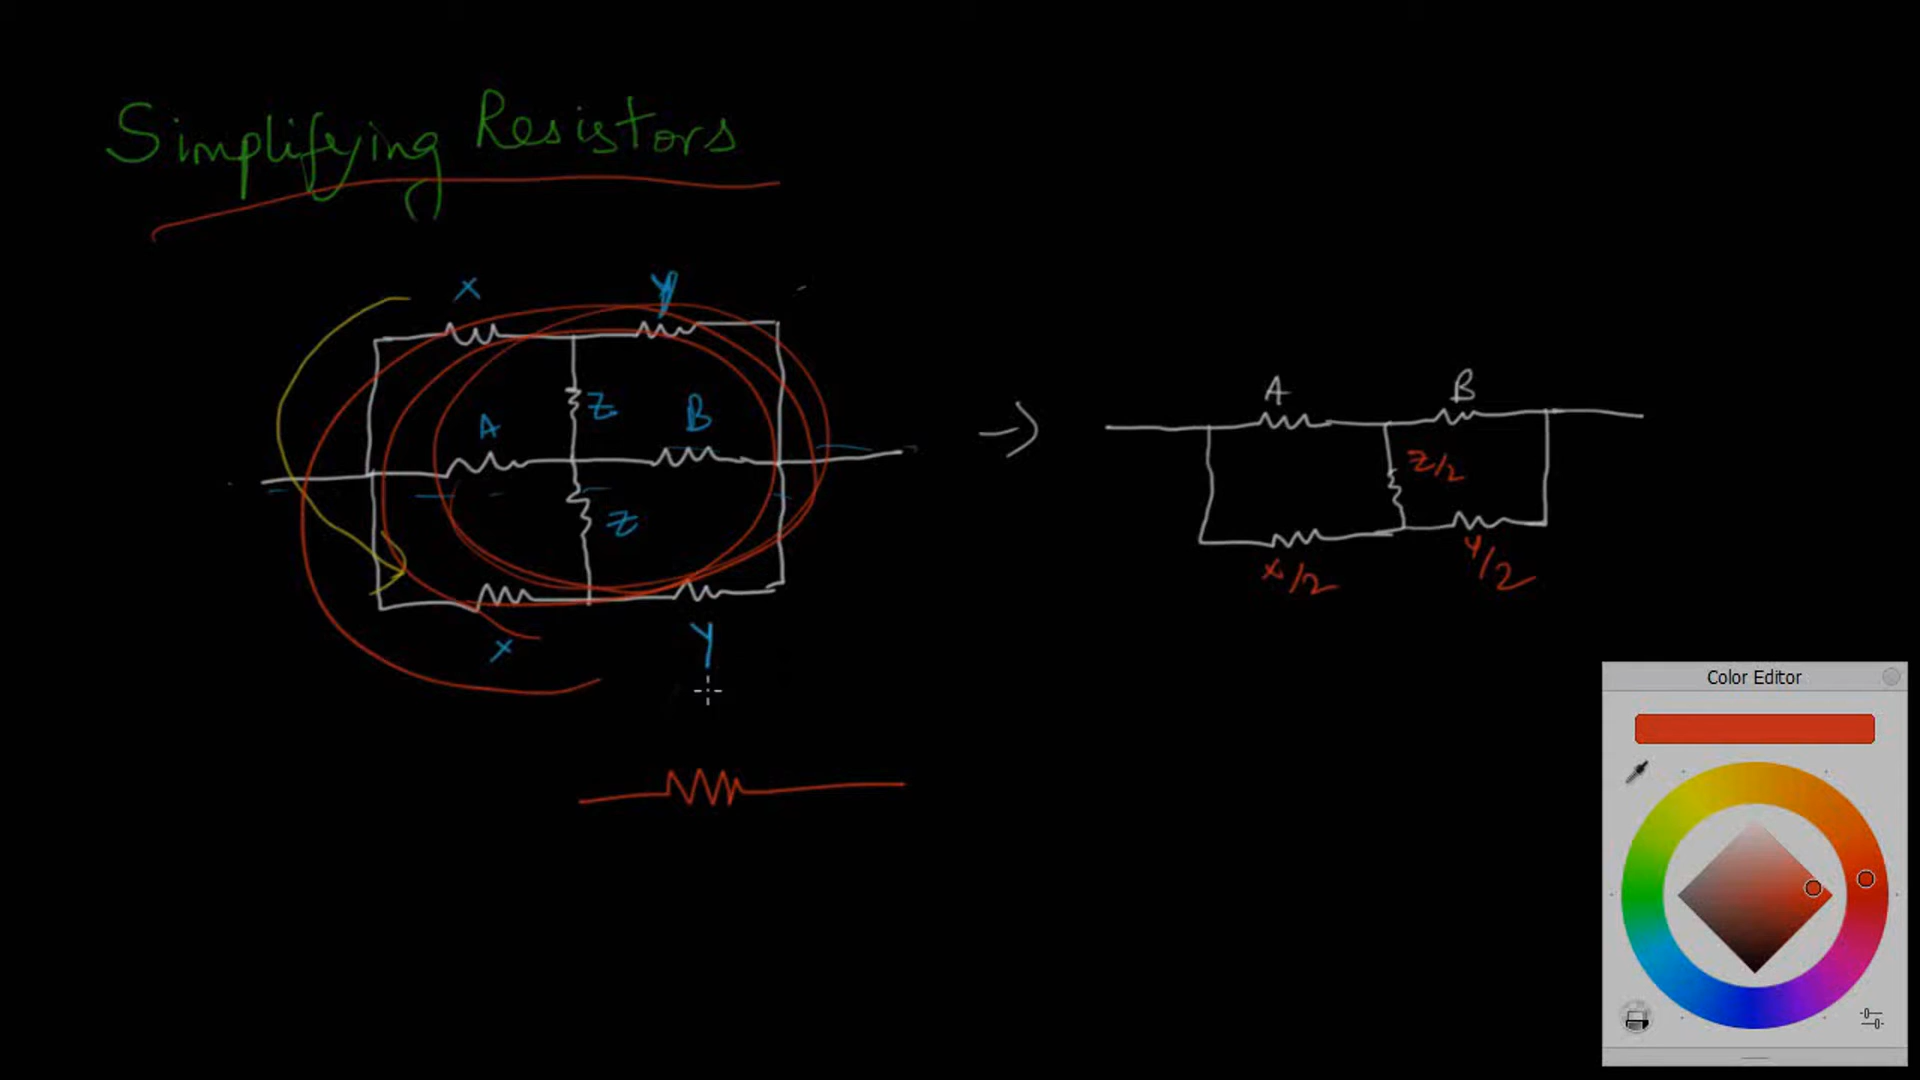 Simplifying Resistors
X Y
Z
A B
Z
X Y
A B
Z/2
X/2 Y/2
Color Editor